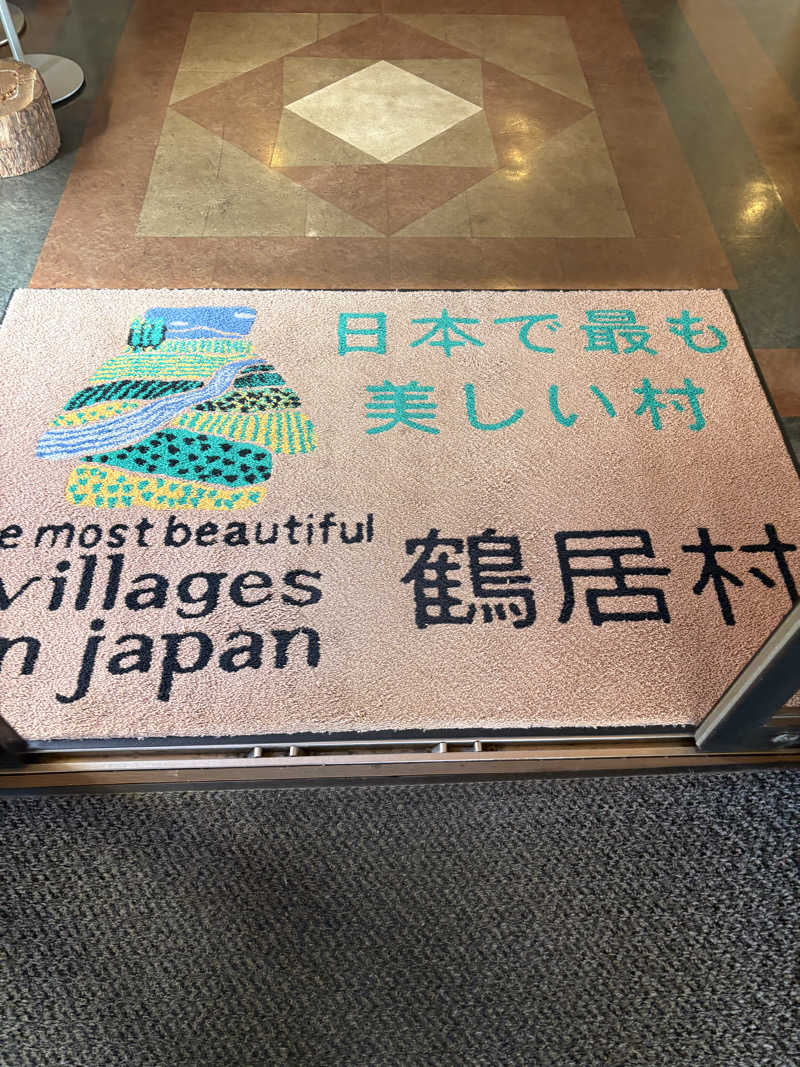 日本で最も
美しい村
e most beautiful
villages
n japan
鶴居村